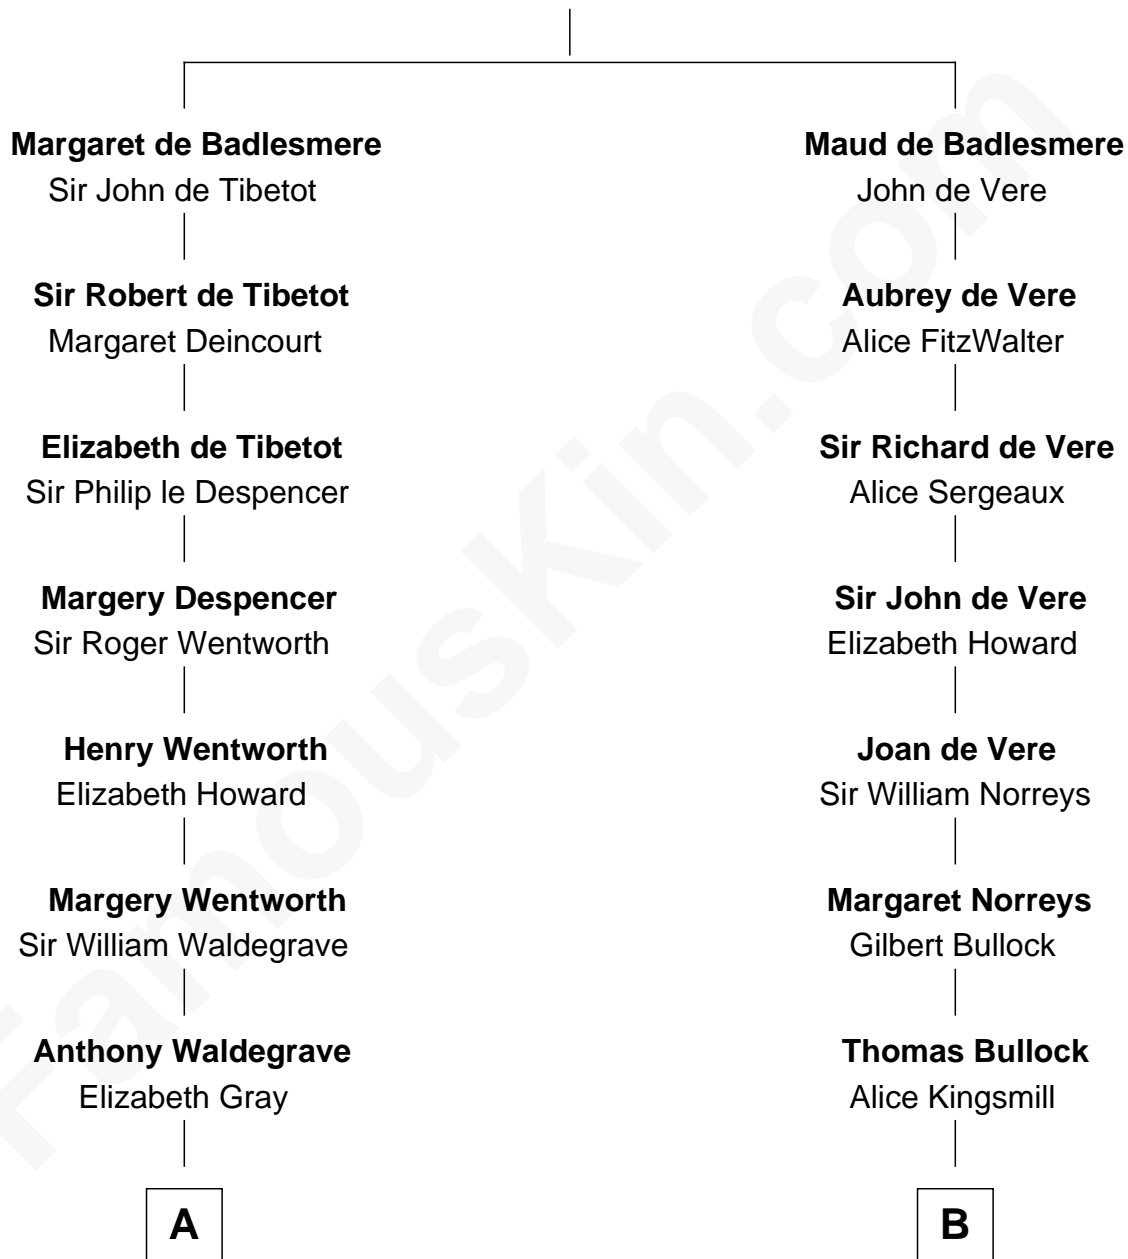 Margaret de Badlesmere
Sir John de Tibetot
Sir Robert de Tibetot
Margaret Deincourt
Elizabeth de Tibetot
Sir Philip le Despencer
Margery Despencer
Sir Roger Wentworth
Henry Wentworth
Elizabeth Howard
Margery Wentworth
Sir William Waldegrave
Anthony Waldegrave
Elizabeth Gray
A
Maud de Badlesmere
John de Vere
Aubrey de Vere
Alice FitzWalter
Sir Richard de Vere
Alice Sergeaux
Sir John de Vere
Elizabeth Howard
Joan de Vere
Sir William Norreys
Margaret Norreys
Gilbert Bullock
Thomas Bullock
Alice Kingsmill
B
FamousKin.com